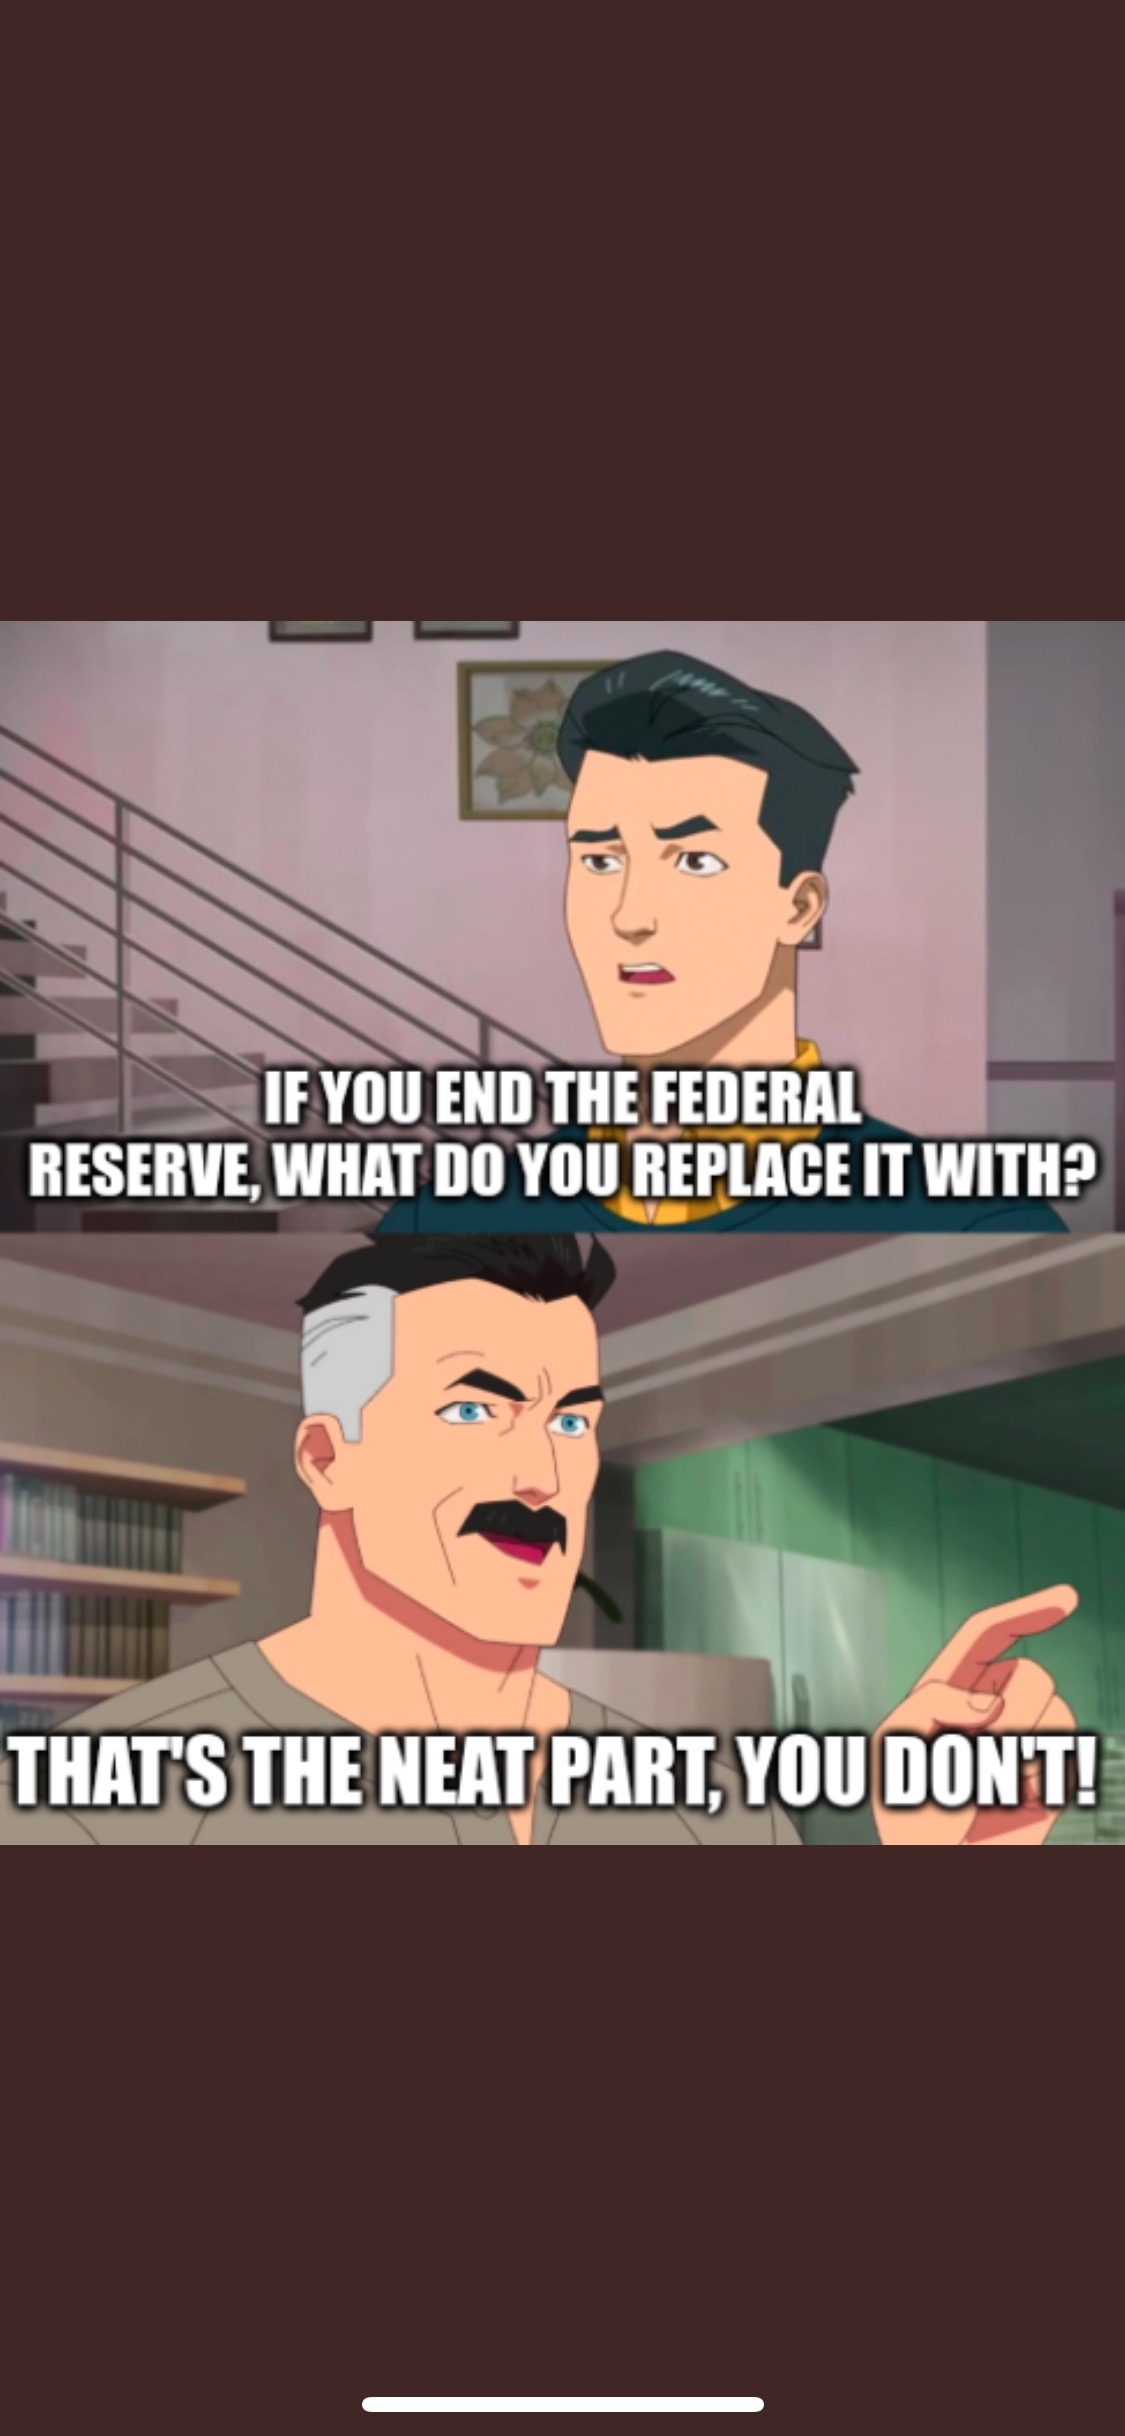 IF YOU END THE FEDERAL
RESERVE, WHAT DO YOU REPLACE IT WITH?
THAT'S THE NEAT PART, YOU DON'T!